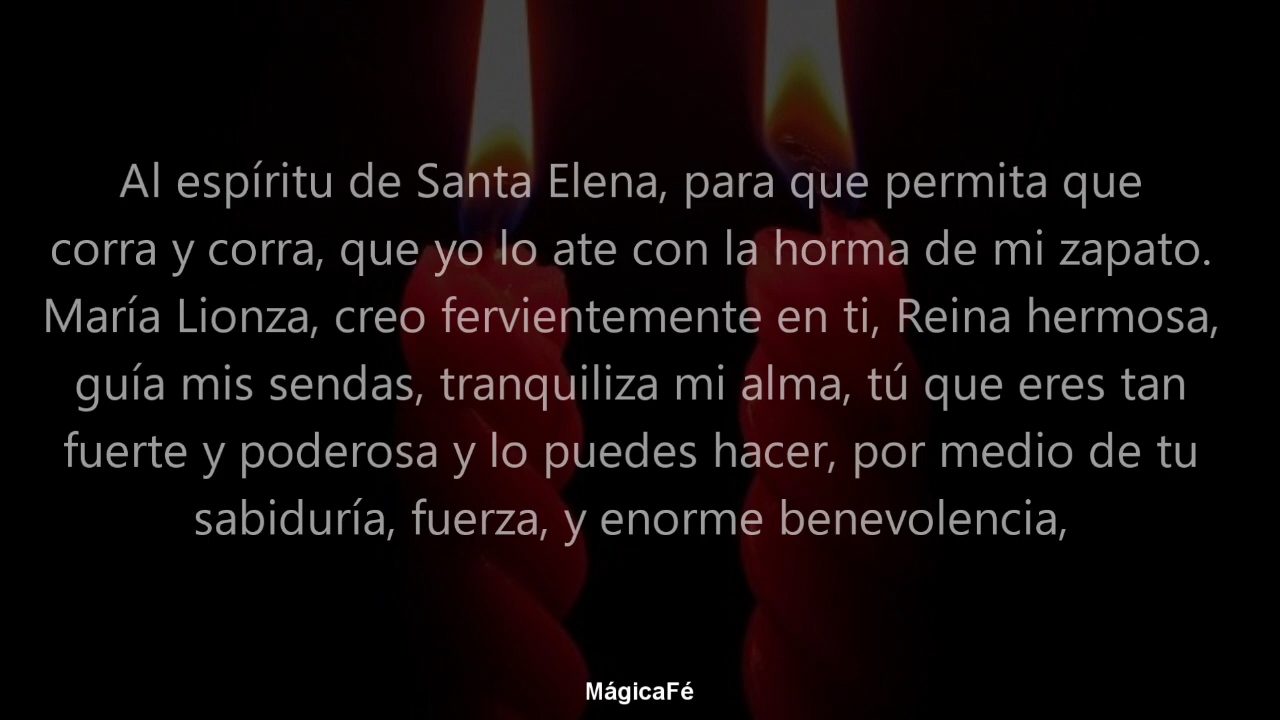 Al espíritu de Santa Elena, para que permita que
corra y corra, que yo lo ate con la horma de mi zapato.
María Lionza, creo fervientemente en ti, Reina hermosa,
guía mis sendas, tranquiliza mi alma, tú que eres tan
fuerte y poderosa y lo puedes hacer, por medio de tu
sabiduría, fuerza, y enorme benevolencia,
MágicaFé